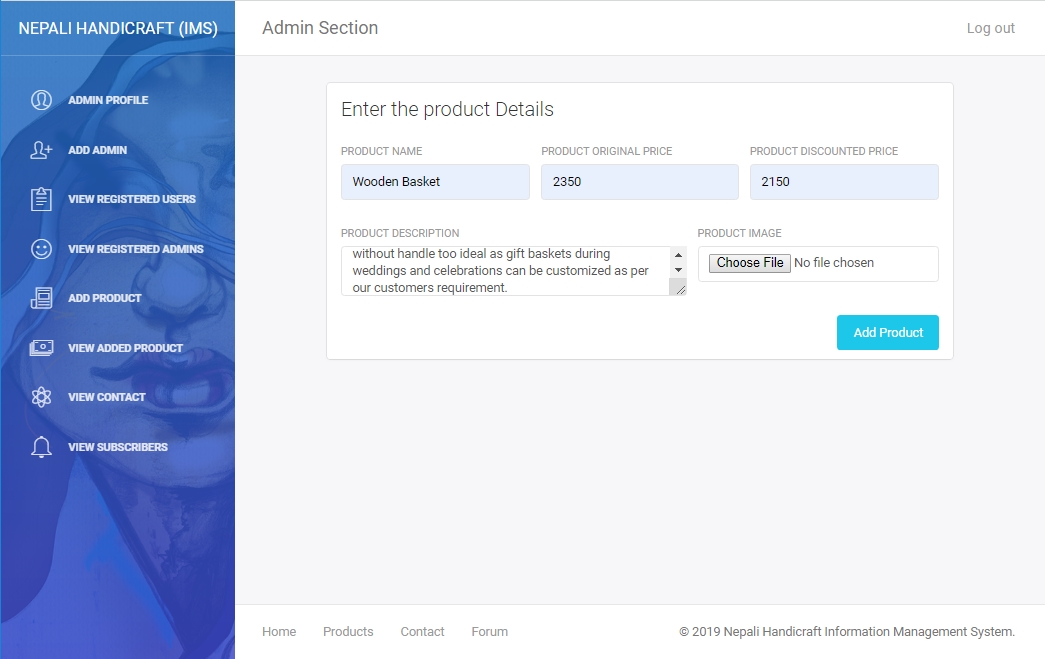 NEPALI HANDICRAFT (IMS)
Admin Section
Log out
ADMIN PROFILE
ADD ADMIN
VIEW REGISTERED USERS
VIEW REGISTERED ADMINS
ADD PRODUCT
VIEW ADDED PRODUCT
VIEW CONTACT
VIEW SUBSCRIBERS
Enter the product Details
PRODUCT NAME
PRODUCT ORIGINAL PRICE
PRODUCT DISCOUNTED PRICE
Wooden Basket
2350
2150
PRODUCT DESCRIPTION
PRODUCT IMAGE
without handle too ideal as gift baskets during
weddings and celebrations can be customized as per
our customers requirement.
Choose File No file chosen
Add Product
Home
Products
Contact
Forum
© 2019 Nepali Handicraft Information Management System.